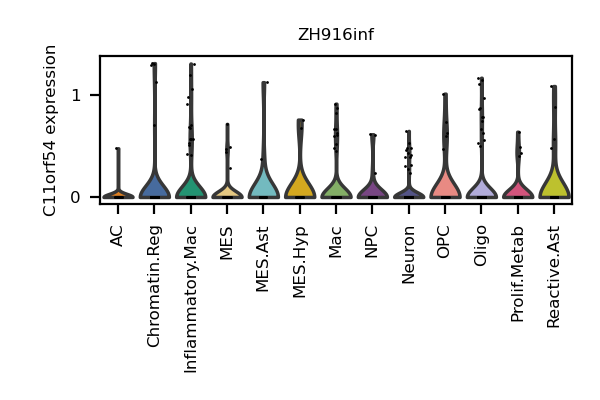 ZH916inf
C11orf54 expression
1
0
AC
Chromatin.Reg
Inflammatory.Mac
MES
MES.Ast
MES.Hyp
Mac
NPC
Neuron
OPC
Oligo
Prolif.Metab
Reactive.Ast